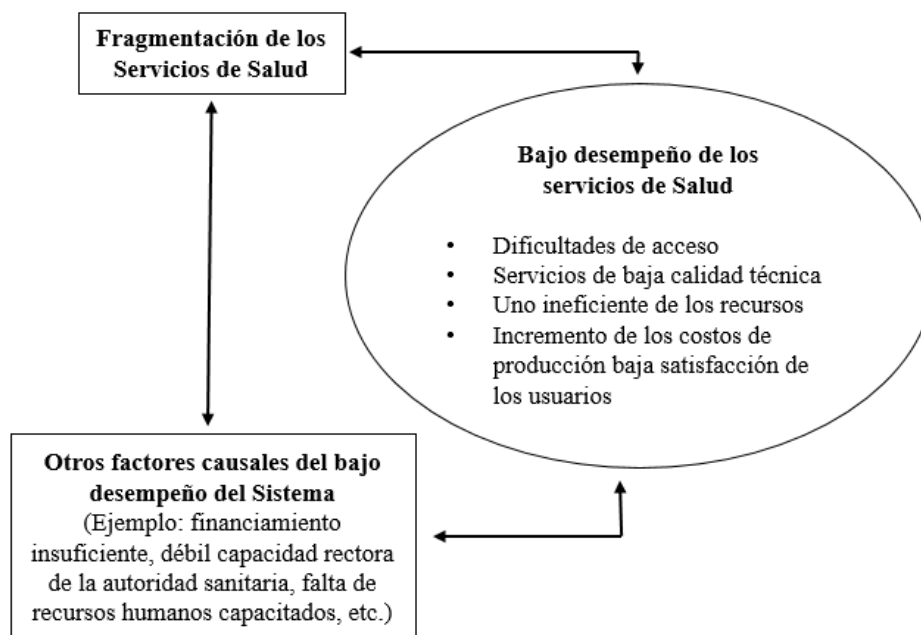 Fragmentación de los
Servicios de Salud
Bajo desempeño de los
servicios de Salud
• Dificultades de acceso
• Servicios de baja calidad técnica
• Uno ineficiente de los recursos
• Incremento de los costos de
producción baja satisfacción de
los usuarios
Otros factores causales del bajo
desempeño del Sistema
(Ejemplo: financiamiento
insuficiente, débil capacidad rectora
de la autoridad sanitaria, falta de
recursos humanos capacitados, etc.)